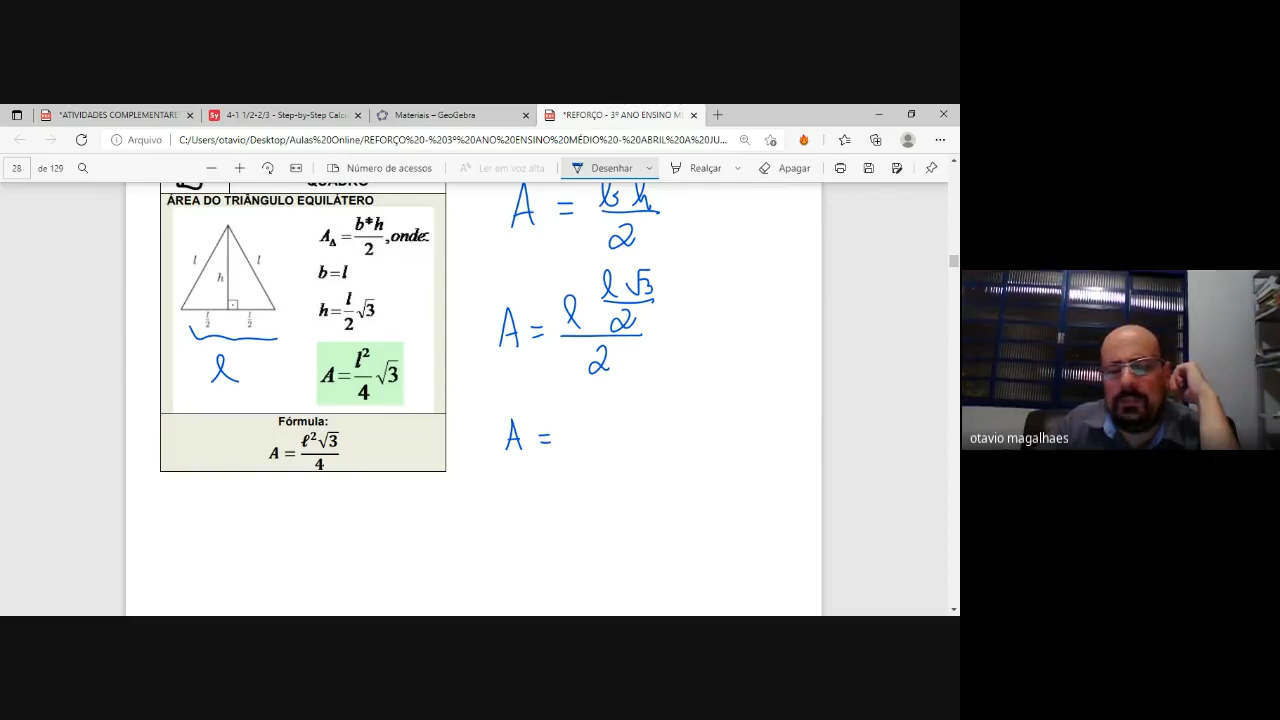 *ATIVIDADES COMPLEMENTARE
4-1 1/2-2/3 - Step-by-Step Calcu
Materiais – GeoGebra
*REFORÇO - 3º ANO ENSINO MÉ
Arquivo
C:/Users/otavio/Desktop/Aulas%20Online/REFORÇO%20-%203º%20ANO%20ENSINO%20MÉDIO%20-%20ABRIL%20A%20JU...
28 de 129
Número de acessos
Ler em voz alta
Desenhar
Realçar
Apagar
QUADRO
ÁREA DO TRIÂNGULO EQUILÁTERO
l
l
h
l/2
l/2
l
A△ = b*h/2, onde:
b = l
h = l/2 √3
A = l²/4 √3
Fórmula:
A = ℓ²√3/4
A = b h/2
A = l l√3/2/2
A =
otavio magalhaes